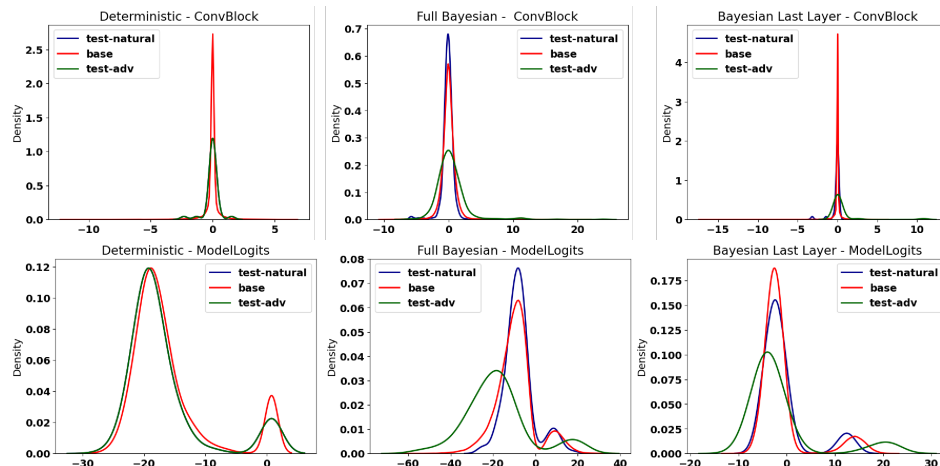 Deterministic - ConvBlock
Density
2.5
2.0
1.5
1.0
0.5
0.0
−10
−5
0
5
test-natural
base
test-adv
Full Bayesian - ConvBlock
Density
0.7
0.6
0.5
0.4
0.3
0.2
0.1
0.0
−10
0
10
20
test-natural
base
test-adv
Bayesian Last Layer - ConvBlock
Density
4
3
2
1
0
−15
−10
−5
0
5
10
test-natural
base
test-adv
Deterministic - ModelLogits
Density
0.12
0.10
0.08
0.06
0.04
0.02
0.00
−30
−20
−10
0
test-natural
base
test-adv
Full Bayesian - ModelLogits
Density
0.08
0.07
0.06
0.05
0.04
0.03
0.02
0.01
0.00
−60
−40
−20
0
20
40
test-natural
base
test-adv
Bayesian Last Layer - ModelLogits
Density
0.175
0.150
0.125
0.100
0.075
0.050
0.025
0.000
−20
−10
0
10
20
30
test-natural
base
test-adv